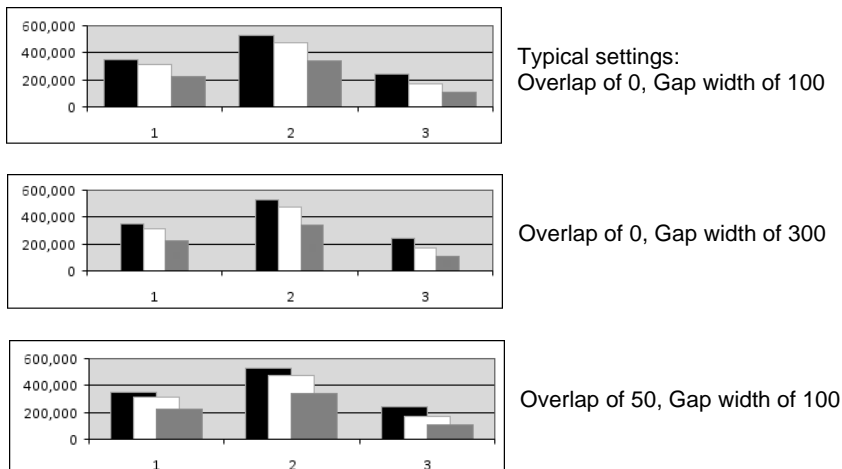 600,000
400,000
200,000
0
1 2 3
Typical settings:
Overlap of 0, Gap width of 100
600,000
400,000
200,000
0
1 2 3
Overlap of 0, Gap width of 300
600,000
400,000
200,000
0
1 2 3
Overlap of 50, Gap width of 100